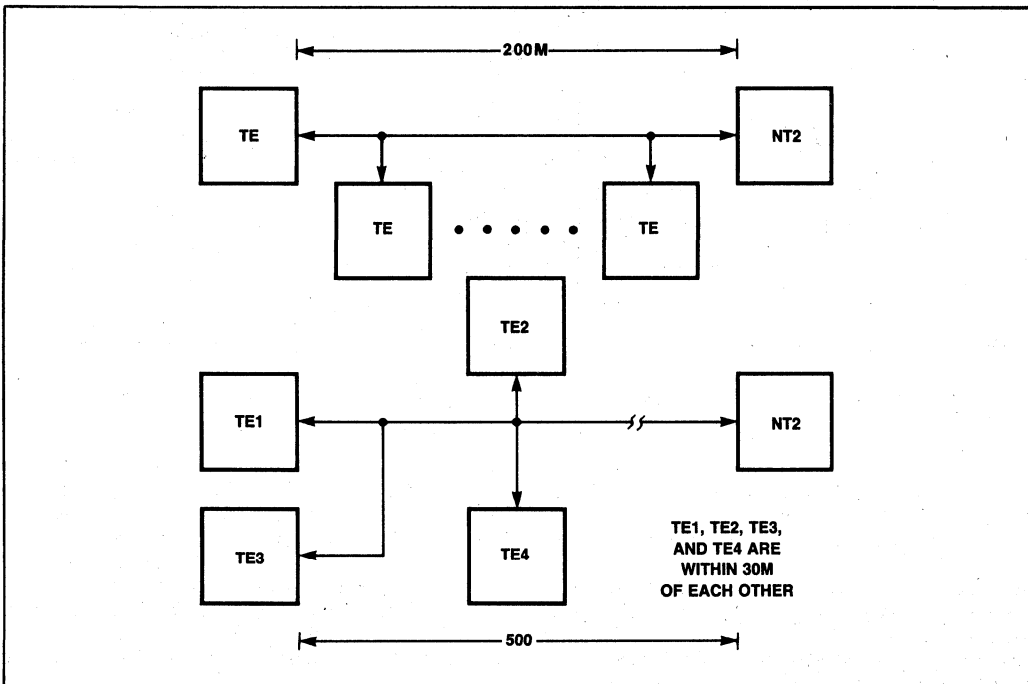 200M
TE
NT2
TE
TE
TE2
TE1
NT2
TE3
TE4
TE1, TE2, TE3,
AND TE4 ARE
WITHIN 30M
OF EACH OTHER
500